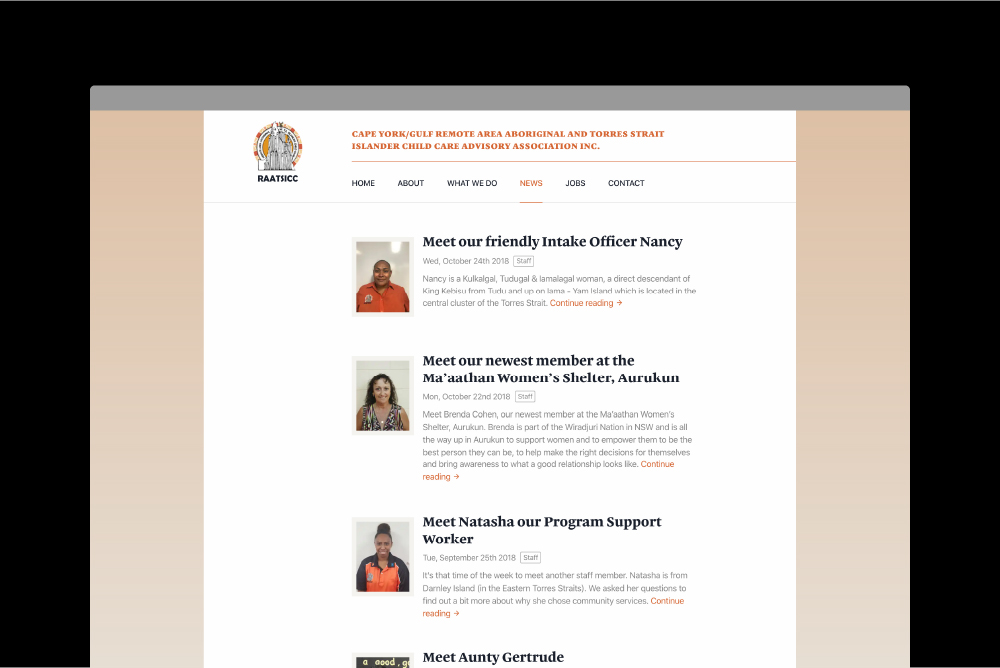 CAPE YORK/GULF REMOTE AREA ABORIGINAL AND TORRES STRAIT
ISLANDER CHILD CARE ADVISORY ASSOCIATION INC.
RAATSICC
HOME ABOUT WHAT WE DO NEWS JOBS CONTACT
Meet our friendly Intake Officer Nancy
Wed, October 24th 2018 Staff
Nancy is a Kulkalgal, Tudugal & Iamalagal woman, a direct descendant of
King Kebisu from Tudu and up on Iama - Yam Island which is located in the
central cluster of the Torres Strait. Continue reading →
Meet our newest member at the
Ma'aathan Women's Shelter, Aurukun
Mon, October 22nd 2018 Staff
Meet Brenda Cohen, our newest member at the Ma'aathan Women's
Shelter, Aurukun. Brenda is part of the Wiradjuri Nation in NSW and is all
the way up in Aurukun to support women and to empower them to be the
best person they can be, to help make the right decisions for themselves
and bring awareness to what a good relationship looks like. Continue
reading →
Meet Natasha our Program Support
Worker
Tue, September 25th 2018 Staff
It's that time of the week to meet another staff member. Natasha is from
Darnley Island (in the Eastern Torres Straits). We asked her questions to
find out a bit more about why she chose community services. Continue
reading →
a good,
Meet Aunty Gertrude